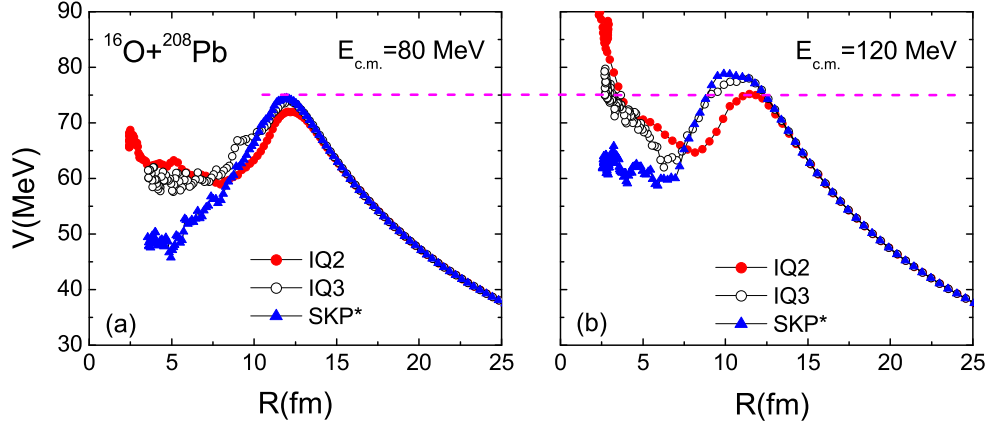 V(MeV)
90
80
70
60
50
40
30
¹⁶O+²⁰⁸Pb
E_c.m.=80 MeV
IQ2
IQ3
SKP*
(a)
0 5 10 15 20 25
R(fm)
E_c.m.=120 MeV
IQ2
IQ3
SKP*
(b)
0 5 10 15 20 25
R(fm)